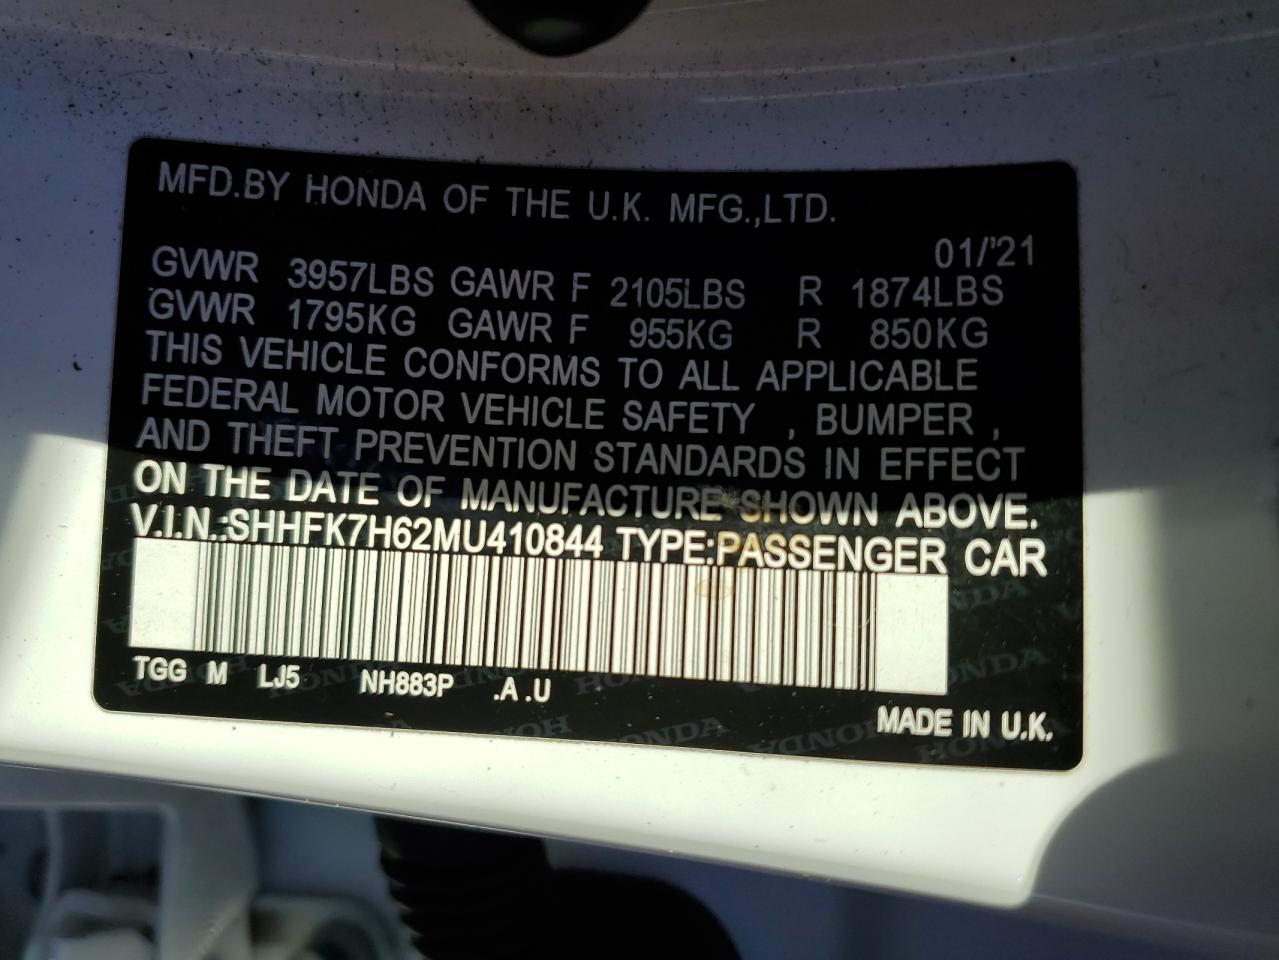 MFD.BY HONDA OF THE U.K. MFG.,LTD.
01/'21
GVWR 3957LBS GAWR F 2105LBS R 1874LBS
GVWR 1795KG GAWR F 955KG R 850KG
THIS VEHICLE CONFORMS TO ALL APPLICABLE
FEDERAL MOTOR VEHICLE SAFETY , BUMPER ,
AND THEFT PREVENTION STANDARDS IN EFFECT
ON THE DATE OF MANUFACTURE SHOWN ABOVE.
V.I.N.:SHHFK7H62MU410844 TYPE:PASSENGER CAR
TGG M LJ5 NH883P .A .U
MADE IN U.K.
HONDA